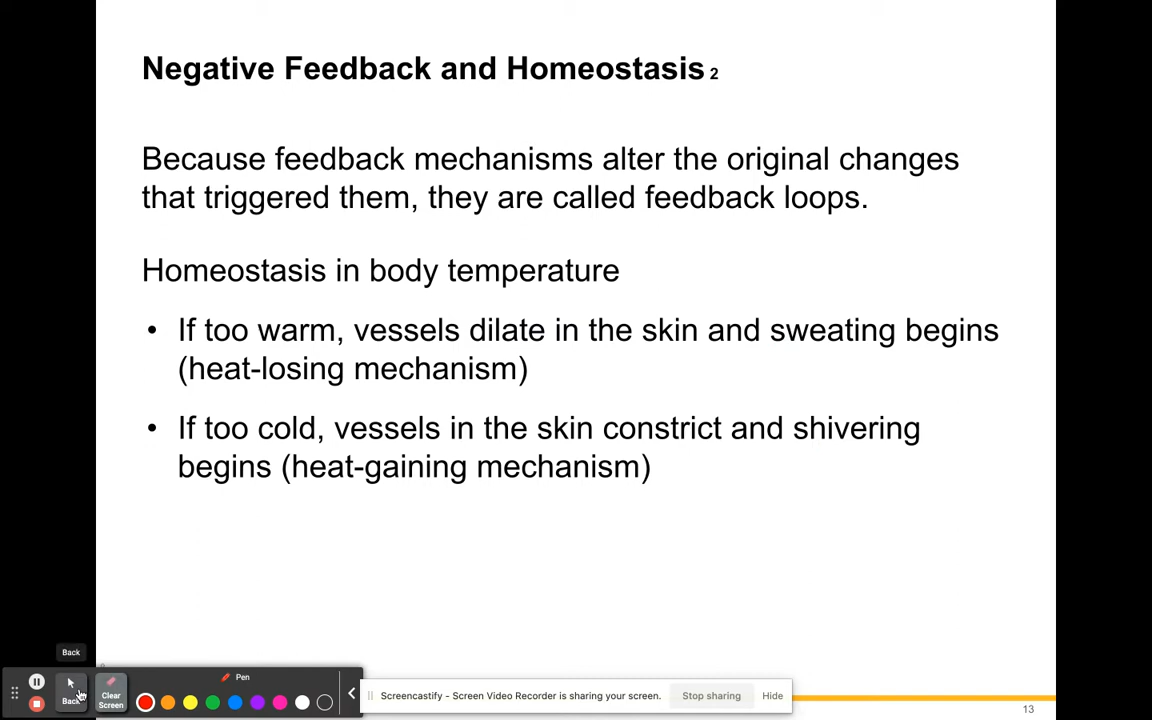 Negative Feedback and Homeostasis 2
Because feedback mechanisms alter the original changes
that triggered them, they are called feedback loops.
Homeostasis in body temperature
• If too warm, vessels dilate in the skin and sweating begins
(heat-losing mechanism)
• If too cold, vessels in the skin constrict and shivering
begins (heat-gaining mechanism)
Back
Back
Clear
Screen
Pen
Screencastify - Screen Video Recorder is sharing your screen.
Stop sharing
Hide
13